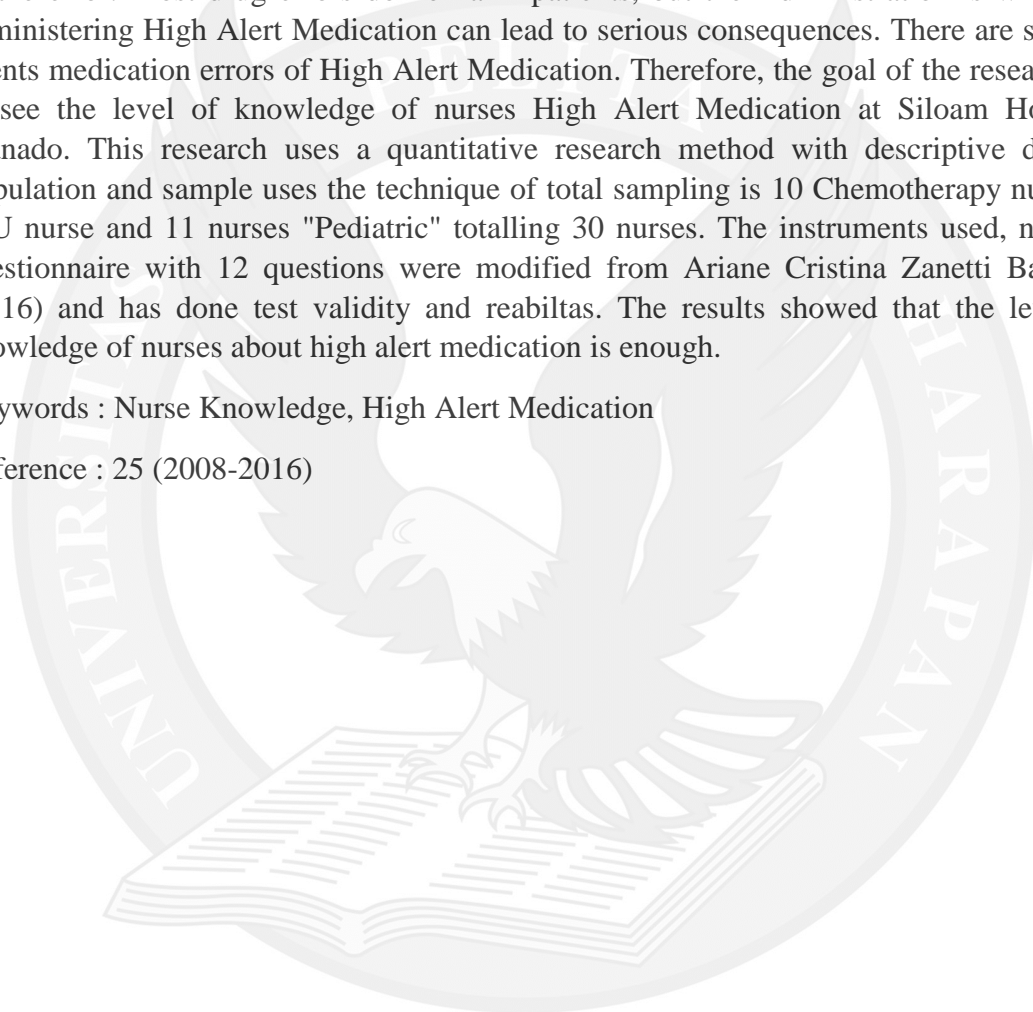 ministering High Alert Medication can lead to serious consequences. There are s
ents medication errors of High Alert Medication. Therefore, the goal of the resea
see the level of knowledge of nurses High Alert Medication at Siloam Ho
nado. This research uses a quantitative research method with descriptive d
pulation and sample uses the technique of total sampling is 10 Chemotherapy nu
U nurse and 11 nurses "Pediatric" totalling 30 nurses. The instruments used, n
estionnaire with 12 questions were modified from Ariane Cristina Zanetti Ba
16) and has done test validity and reabiltas. The results showed that the le
owledge of nurses about high alert medication is enough.
ywords : Nurse Knowledge, High Alert Medication
ference : 25 (2008-2016)
UNIVERSITAS PELITA HARAPAN